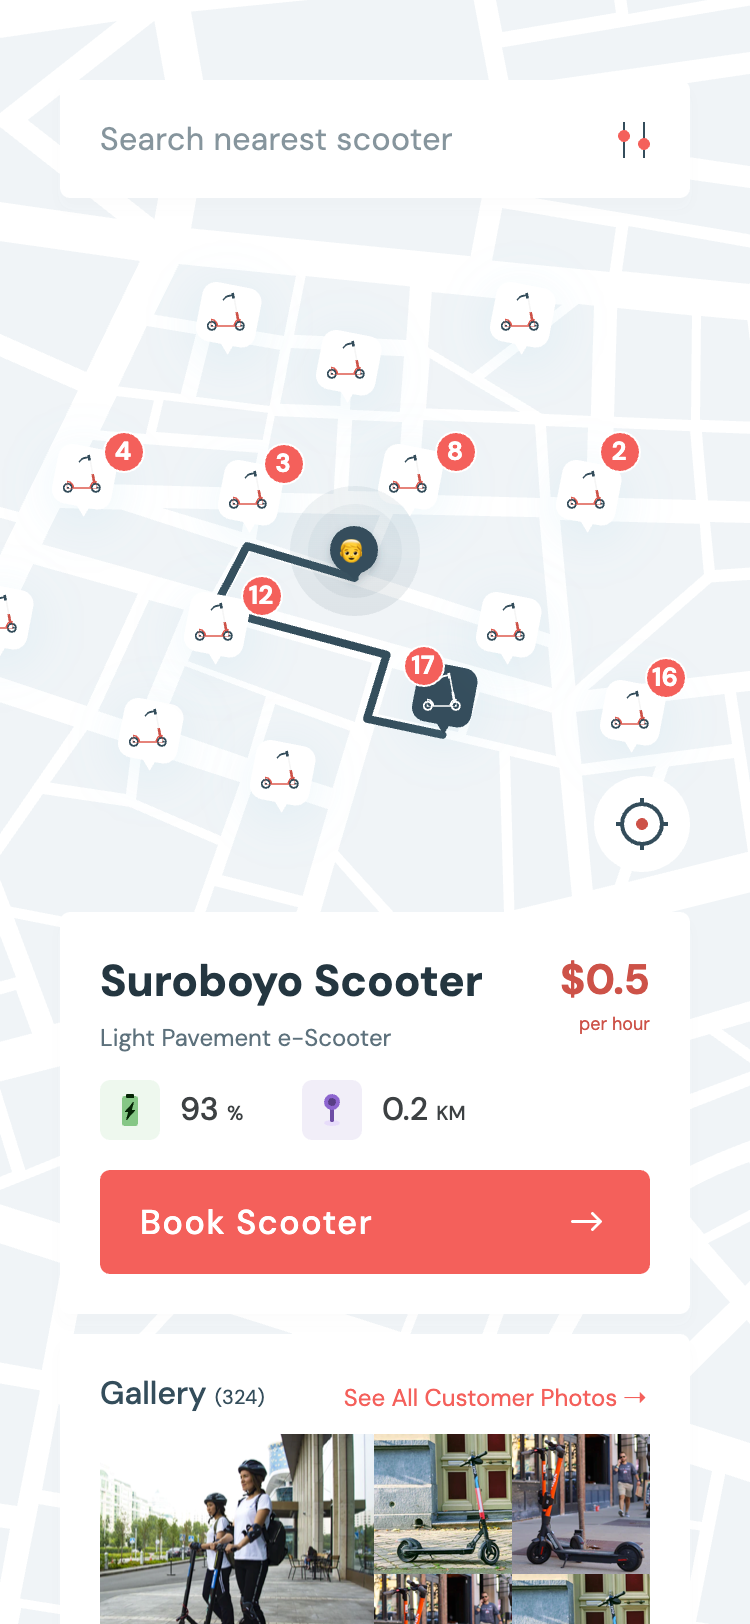 Search nearest scooter
4
3
8
2
12
17
16
Suroboyo Scooter
$0.5
Light Pavement e-Scooter
per hour
93 %
0.2 KM
Book Scooter →
Gallery (324)
See All Customer Photos →